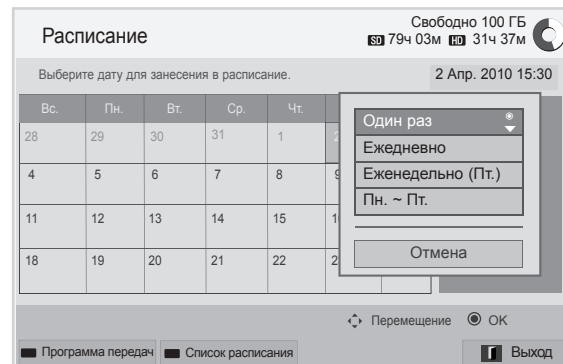 Расписание
Свободно 100 ГБ
SD 79ч 03м HD 31ч 37м
Выберите дату для занесения в расписание.
2 Апр. 2010 15:30
Вс. Пн. Вт. Ср. Чт.
28 29 30 31 1 2
4 5 6 7 8 9
11 12 13 14 15
18 19 20 21 22
Один раз
Ежедневно
Еженедельно (Пт.)
Пн. ~ Пт.
Отмена
Перемещение OK
Программа передач Список расписания Выход